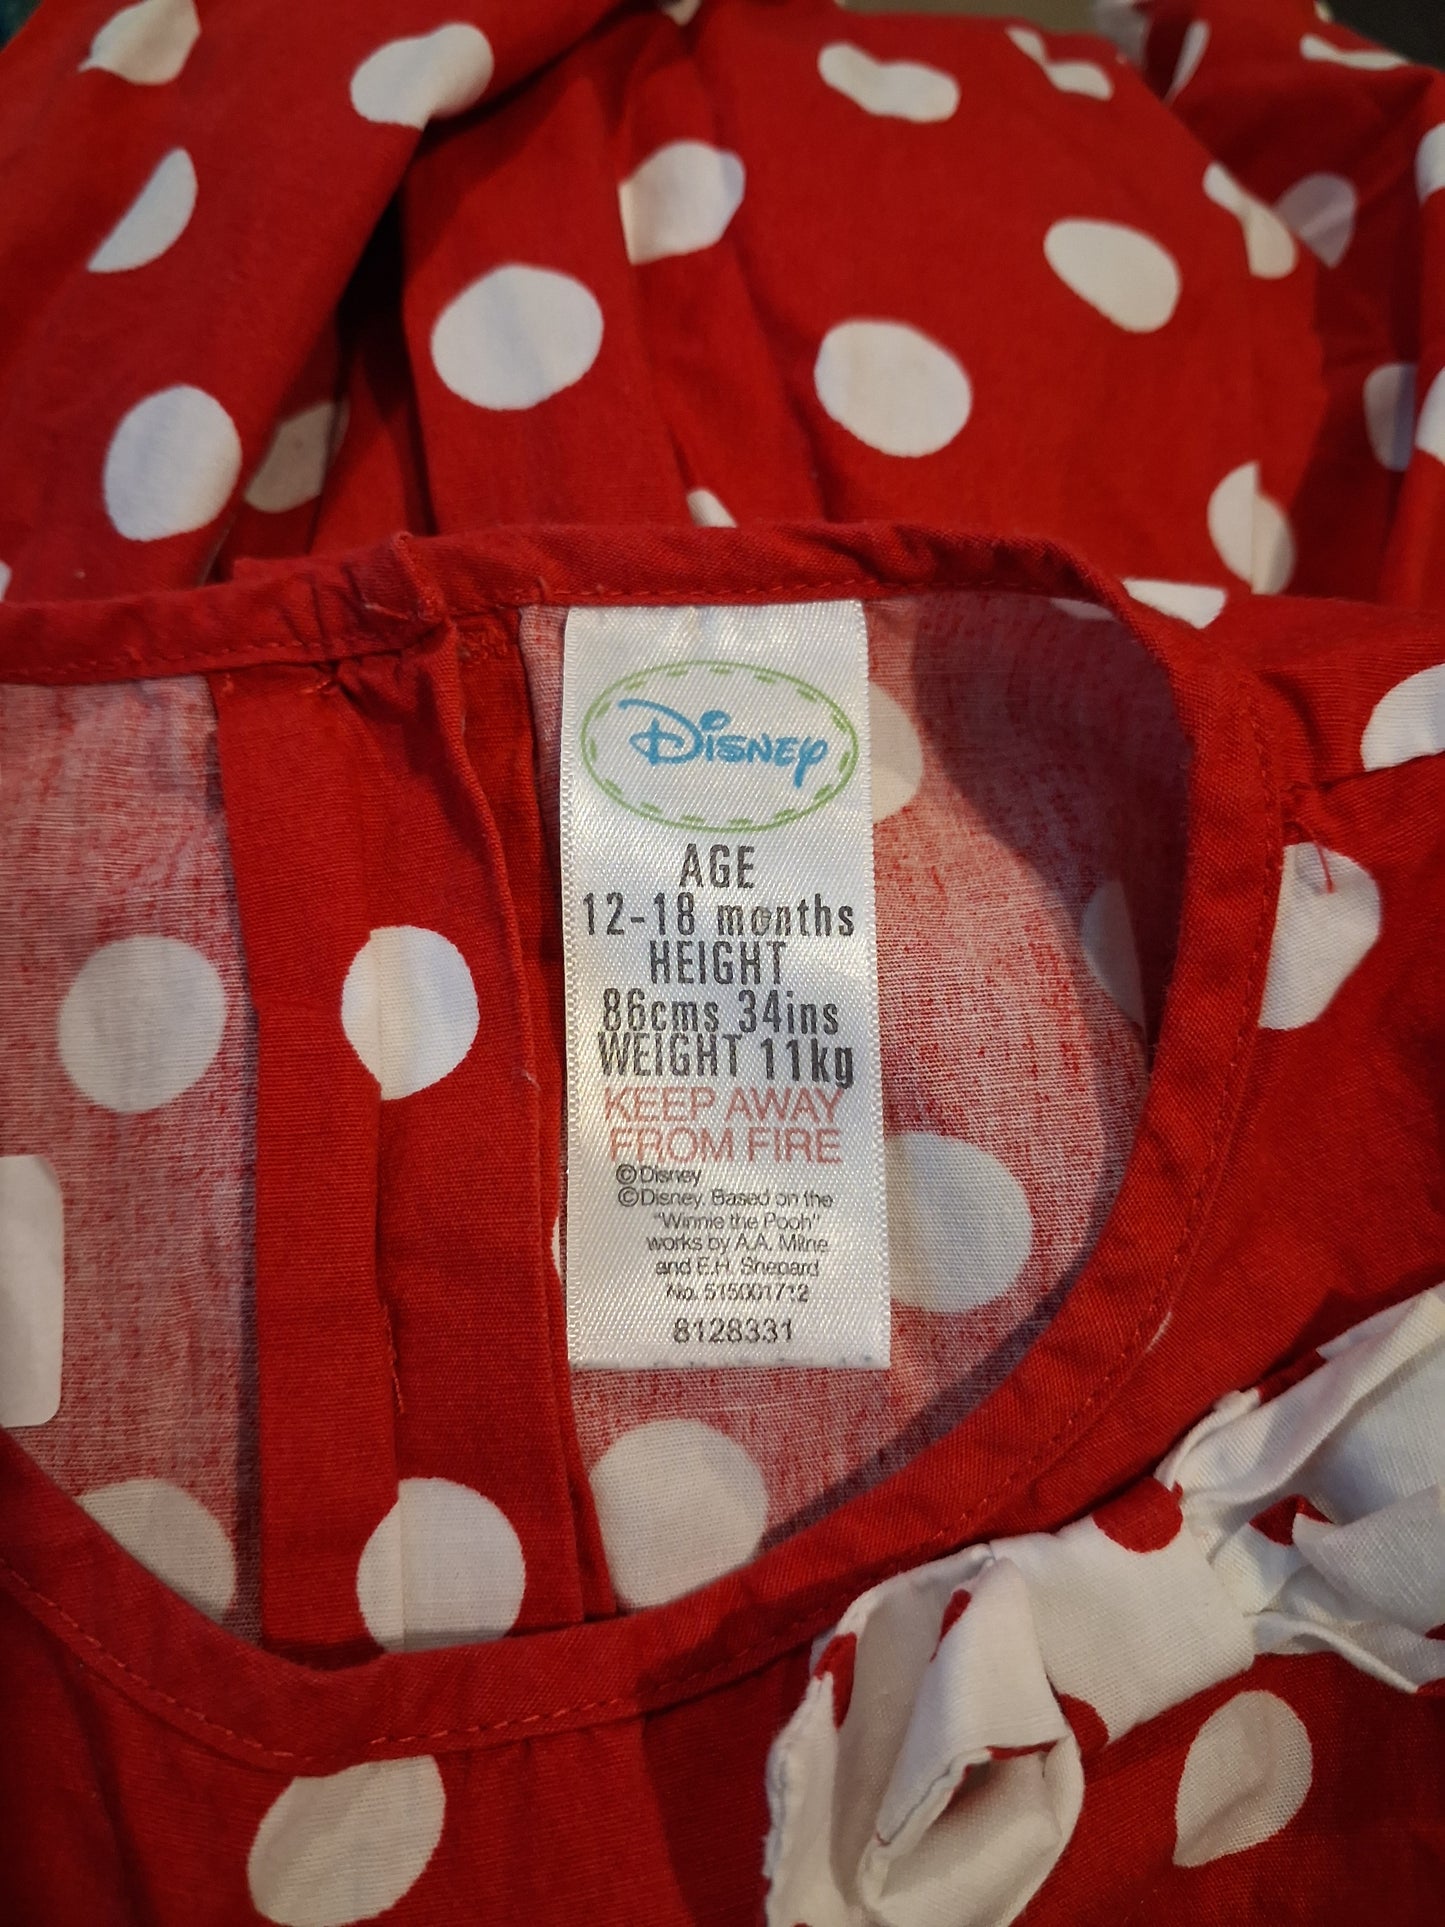 Disney
AGE
12-18 months
HEIGHT
86cms 34ins
WEIGHT 11kg
KEEP AWAY
FROM FIRE
©Disney
©Disney. Based on the
"Winnie the Pooh"
works by A.A. Milne
and E.H. Shepard
No. 515001712
8128331